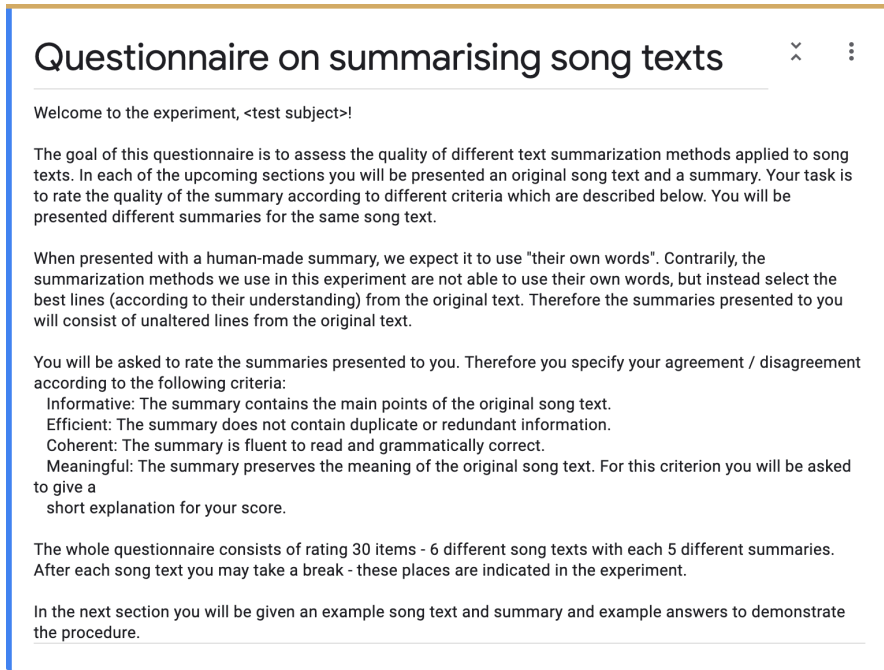 Questionnaire on summarising song texts
Welcome to the experiment, <test subject>!
The goal of this questionnaire is to assess the quality of different text summarization methods applied to song
texts. In each of the upcoming sections you will be presented an original song text and a summary. Your task is
to rate the quality of the summary according to different criteria which are described below. You will be
presented different summaries for the same song text.
When presented with a human-made summary, we expect it to use "their own words". Contrarily, the
summarization methods we use in this experiment are not able to use their own words, but instead select the
best lines (according to their understanding) from the original text. Therefore the summaries presented to you
will consist of unaltered lines from the original text.
You will be asked to rate the summaries presented to you. Therefore you specify your agreement / disagreement
according to the following criteria:
Informative: The summary contains the main points of the original song text.
Efficient: The summary does not contain duplicate or redundant information.
Coherent: The summary is fluent to read and grammatically correct.
Meaningful: The summary preserves the meaning of the original song text. For this criterion you will be asked
to give a
short explanation for your score.
The whole questionnaire consists of rating 30 items - 6 different song texts with each 5 different summaries.
After each song text you may take a break - these places are indicated in the experiment.
In the next section you will be given an example song text and summary and example answers to demonstrate
the procedure.